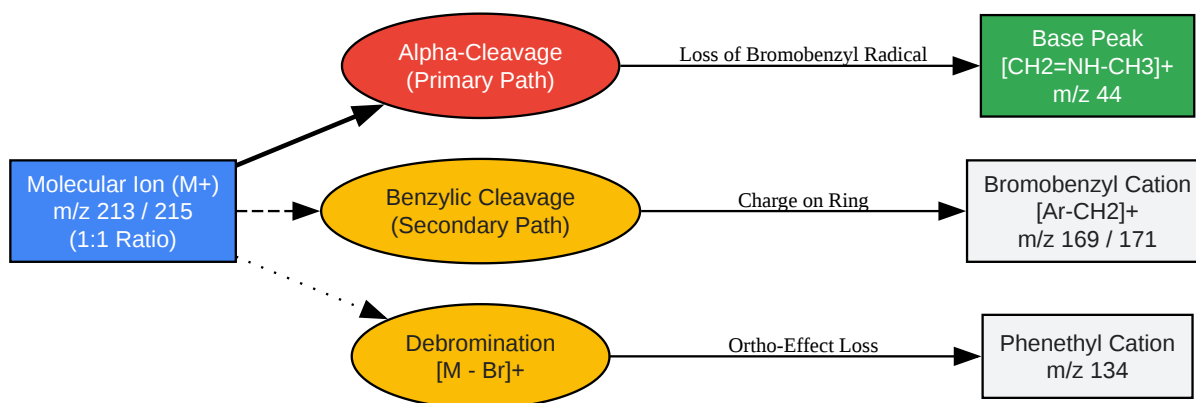 Alpha-Cleavage
(Primary Path)
Loss of Bromobenzyl Radical
Base Peak
[CH2=NH-CH3]+
m/z 44
Molecular Ion (M+)
m/z 213 / 215
(1:1 Ratio)
Benzylic Cleavage
(Secondary Path)
Charge on Ring
Bromobenzyl Cation
[Ar-CH2]+
m/z 169 / 171
Debromination
[M - Br]+
Ortho-Effect Loss
Phenethyl Cation
m/z 134